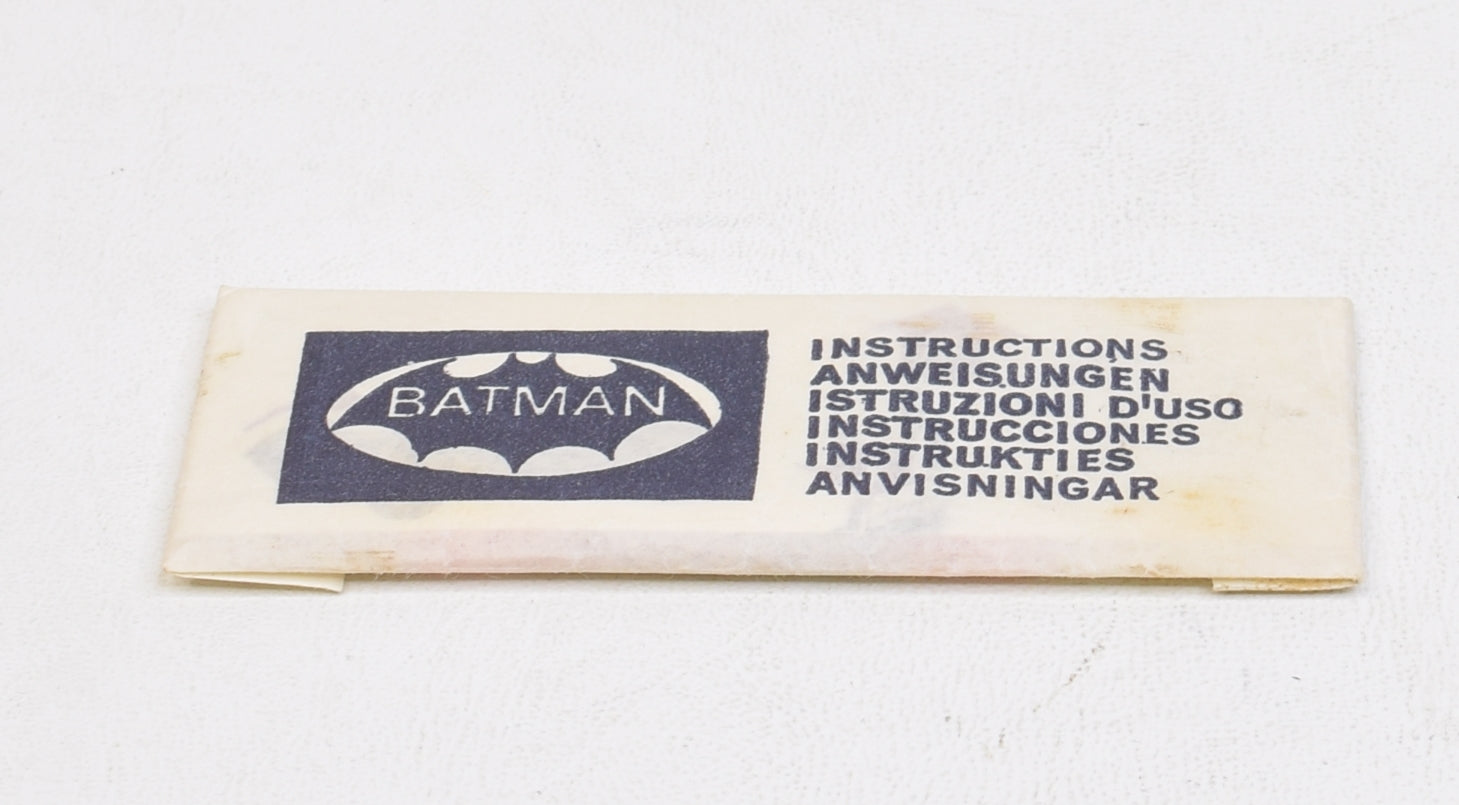 BATMAN
INSTRUCTIONS
ANWEISUNGEN
ISTRUZIONI D'USO
INSTRUCCIONES
INSTRUKTIES
ANVISNINGAR